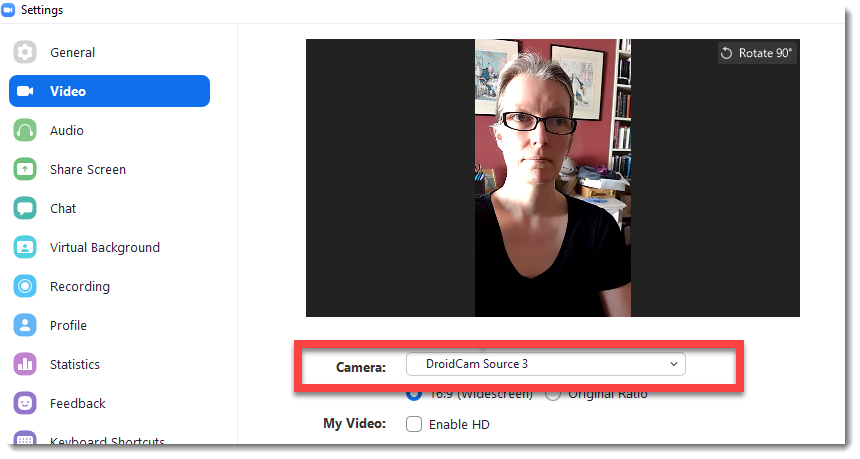 Settings
General
Video
Audio
Share Screen
Chat
Virtual Background
Recording
Profile
Statistics
Feedback
Keyboard Shortcuts
Rotate 90°
Camera: DroidCam Source 3
16:9 (Widescreen) Original Ratio
My Video: Enable HD